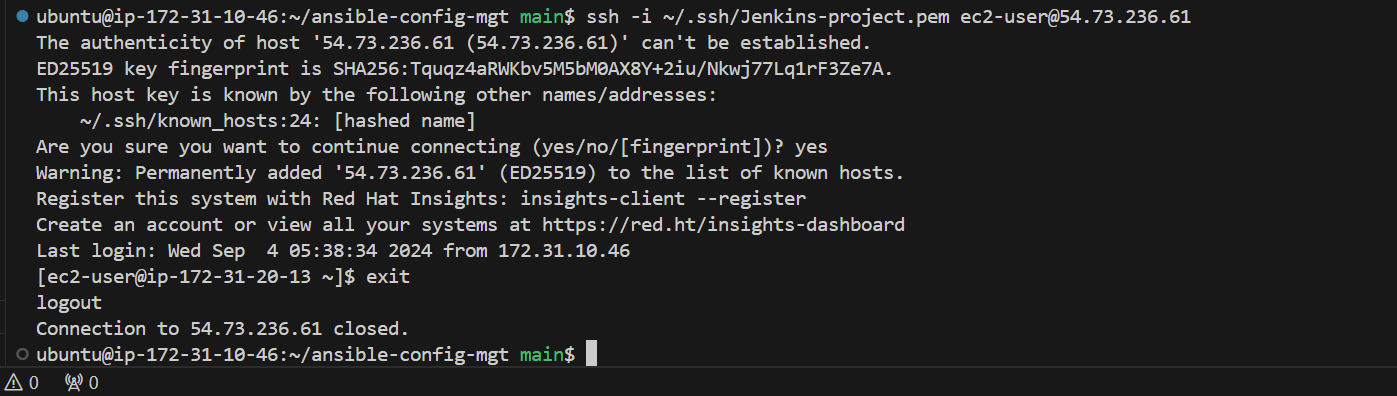 ubuntu@ip-172-31-10-46:~/ansible-config-mgt main$ ssh -i ~/.ssh/Jenkins-project.pem ec2-user@54.73.236.61
The authenticity of host '54.73.236.61 (54.73.236.61)' can't be established.
ED25519 key fingerprint is SHA256:Tquqz4aRWKbv5M5bM0AX8Y+2iu/Nkwj77Lq1rF3Ze7A.
This host key is known by the following other names/addresses:
    ~/.ssh/known_hosts:24: [hashed name]
Are you sure you want to continue connecting (yes/no/[fingerprint])? yes
Warning: Permanently added '54.73.236.61' (ED25519) to the list of known hosts.
Register this system with Red Hat Insights: insights-client --register
Create an account or view all your systems at https://red.ht/insights-dashboard
Last login: Wed Sep  4 05:38:34 2024 from 172.31.10.46
[ec2-user@ip-172-31-20-13 ~]$ exit
logout
Connection to 54.73.236.61 closed.
ubuntu@ip-172-31-10-46:~/ansible-config-mgt main$
0 0